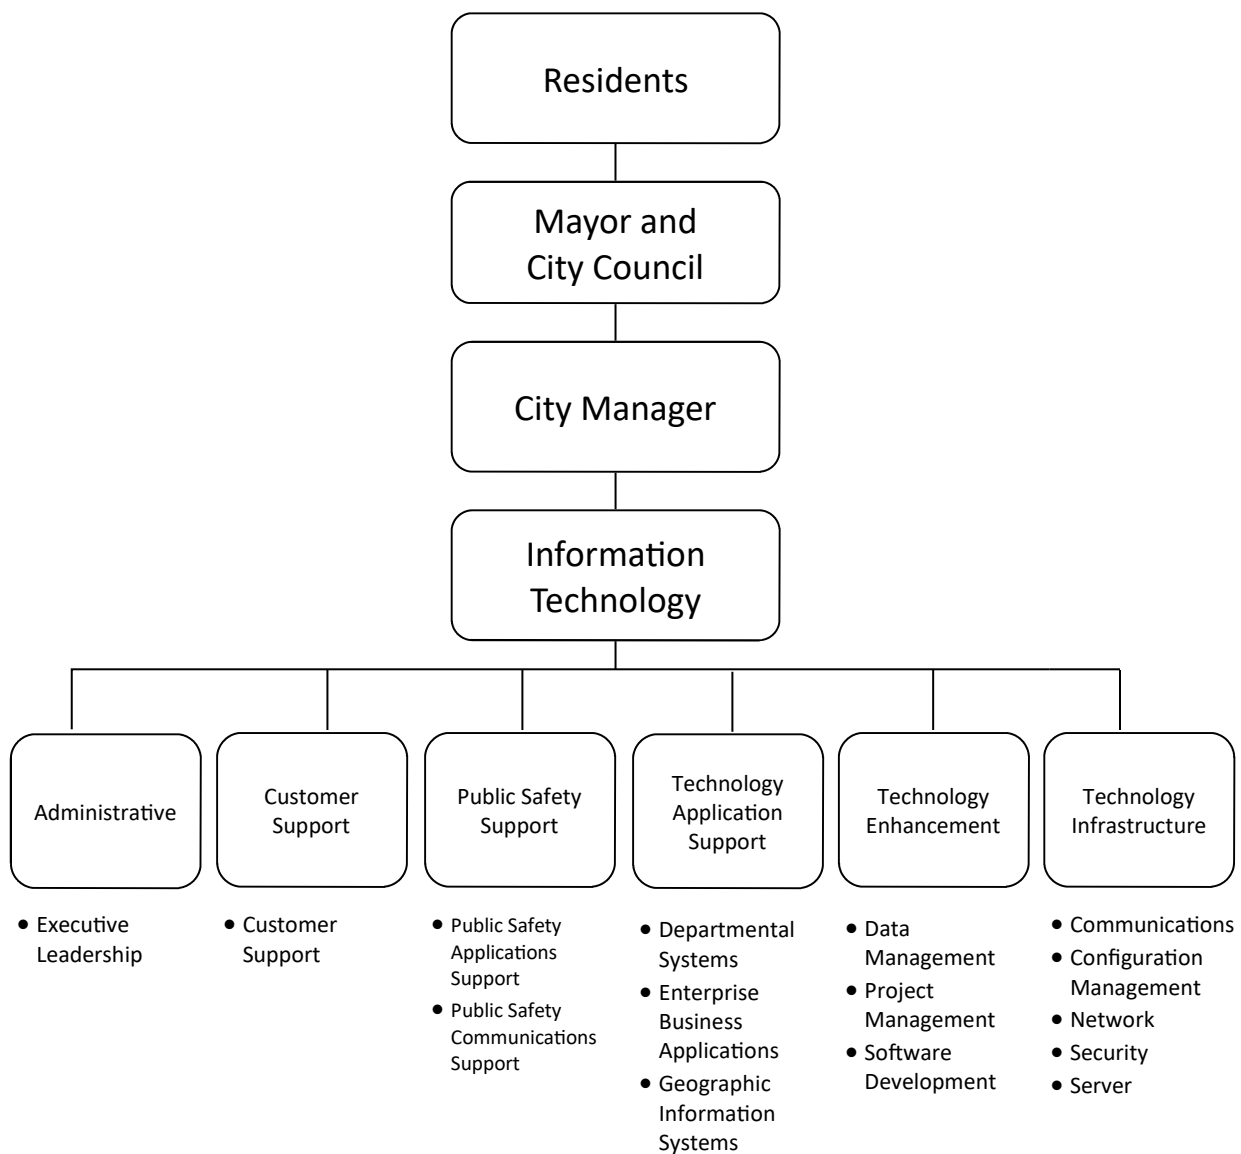 Residents
Mayor and
City Council
City Manager
Information
Technology
Administrative
Customer
Support
Public Safety
Support
Technology
Application
Support
Technology
Enhancement
Technology
Infrastructure
• Executive
Leadership
• Customer
Support
• Public Safety
Applications
Support
• Public Safety
Communications
Support
• Departmental
Systems
• Enterprise
Business
Applications
• Geographic
Information
Systems
• Data
Management
• Project
Management
• Software
Development
• Communications
• Configuration
Management
• Network
• Security
• Server